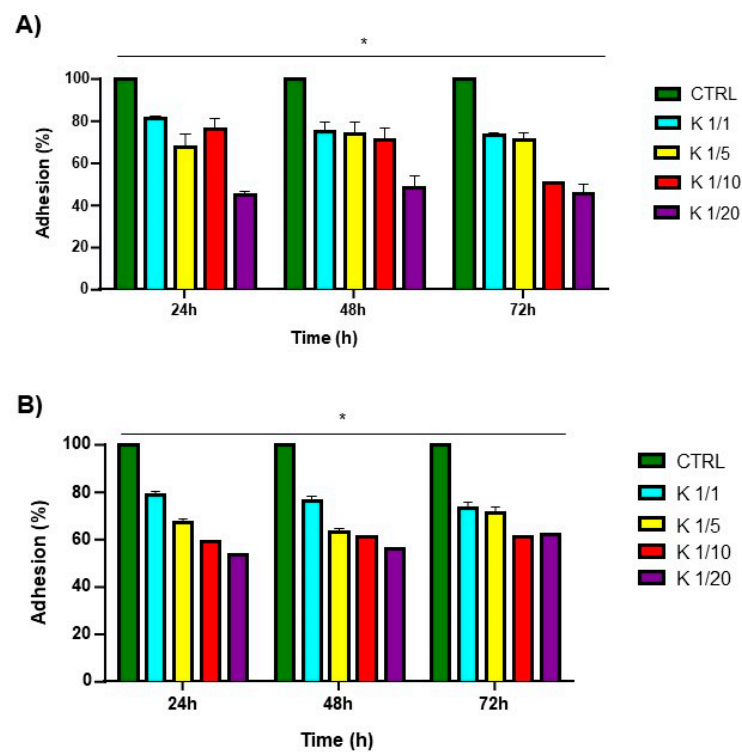 A)
*
100
80
60
40
20
0
Adhesion (%)
24h
48h
72h
Time (h)
CTRL
K 1/1
K 1/5
K 1/10
K 1/20
B)
*
100
80
60
40
20
0
Adhesion (%)
24h
48h
72h
Time (h)
CTRL
K 1/1
K 1/5
K 1/10
K 1/20